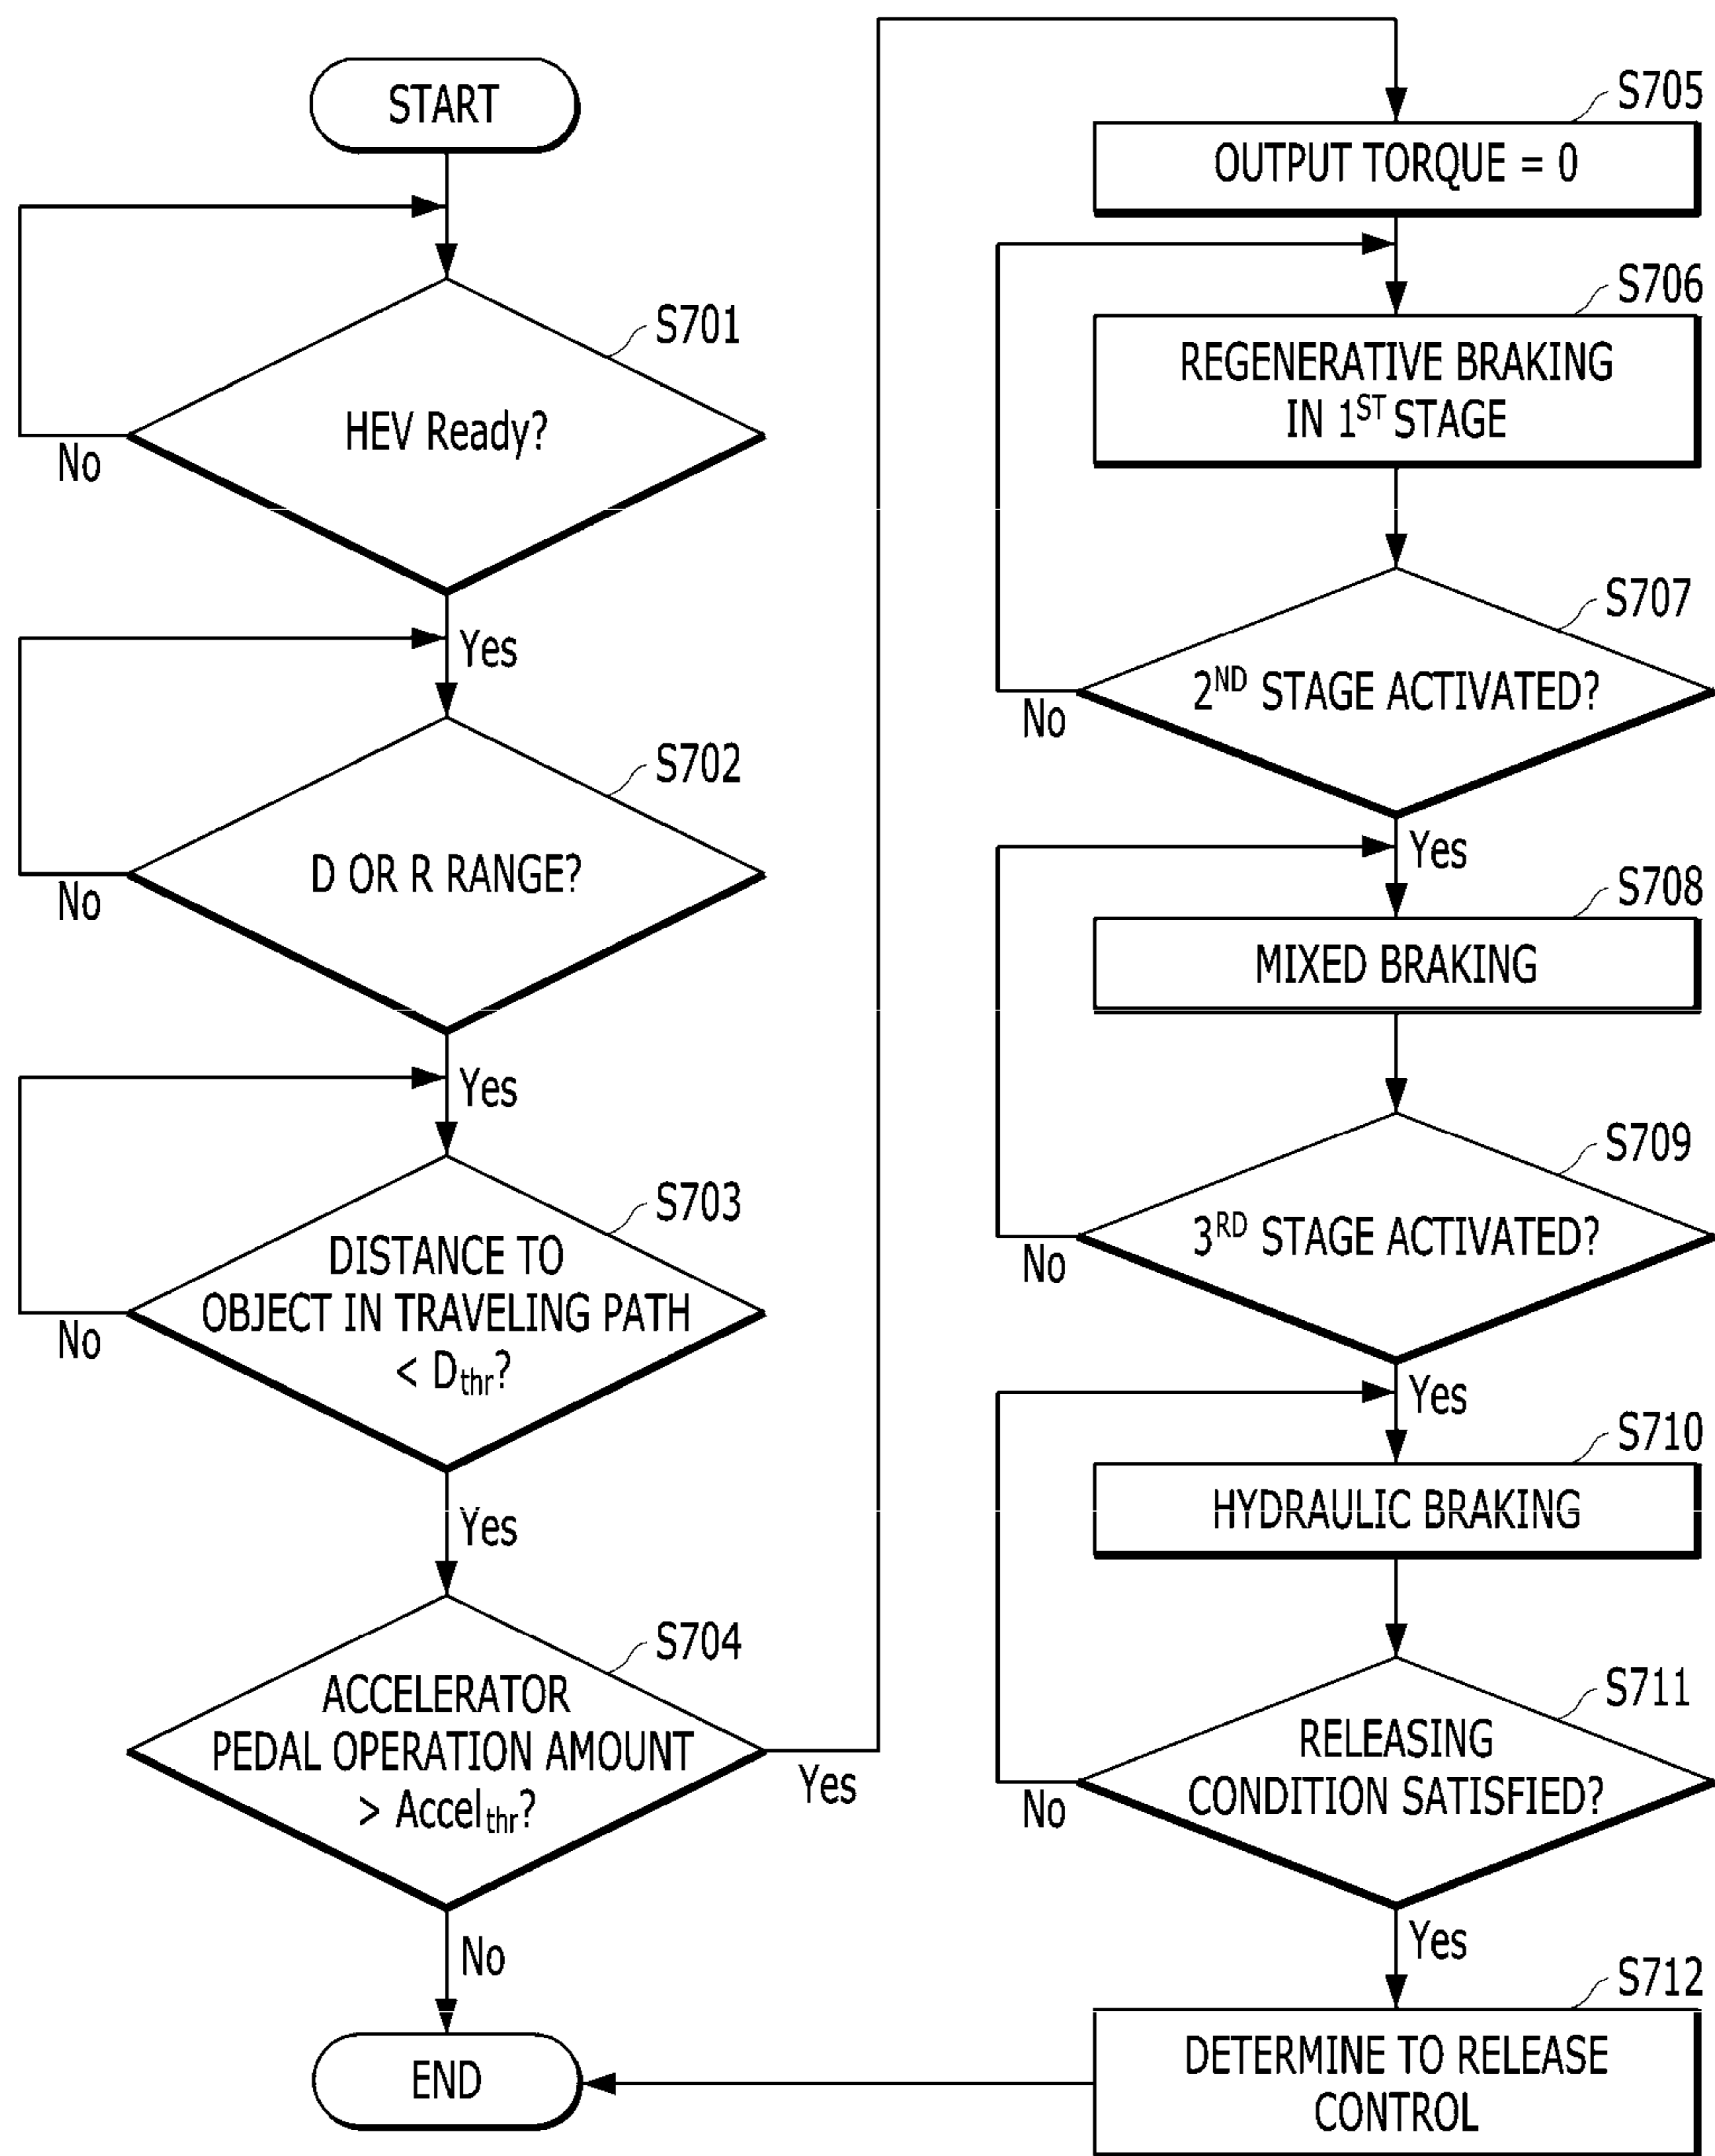 START
S701
HEV Ready?
No
Yes
S702
D OR R RANGE?
No
Yes
S703
DISTANCE TO
OBJECT IN TRAVELING PATH
< Dthr?
No
Yes
S704
ACCELERATOR
PEDAL OPERATION AMOUNT
> Accelthr?
Yes
No
END
S705
OUTPUT TORQUE = 0
S706
REGENERATIVE BRAKING
IN 1ST STAGE
S707
2ND STAGE ACTIVATED?
No
Yes
S708
MIXED BRAKING
S709
3RD STAGE ACTIVATED?
No
Yes
S710
HYDRAULIC BRAKING
S711
RELEASING
CONDITION SATISFIED?
No
Yes
S712
DETERMINE TO RELEASE
CONTROL